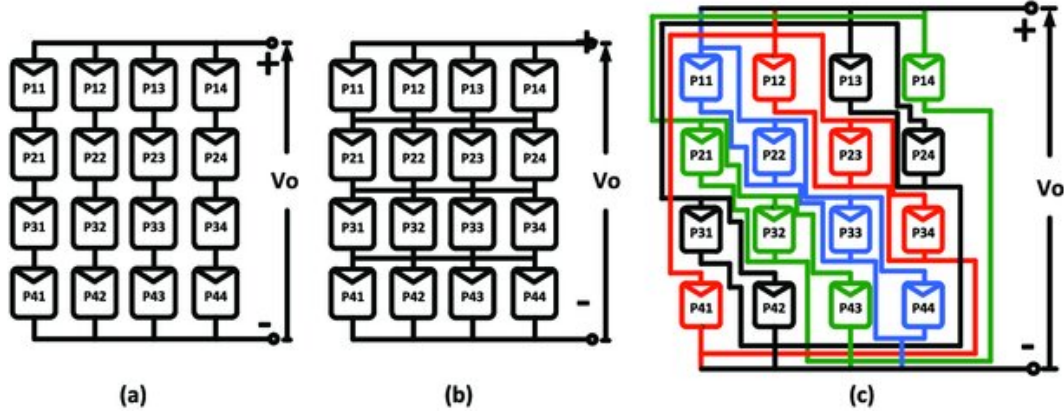 P11 P12 P13 P14 +
P21 P22 P23 P24
Vo
P31 P32 P33 P34
P41 P42 P43 P44
-
(a)
P11 P12 P13 P14 +
P21 P22 P23 P24
Vo
P31 P32 P33 P34
P41 P42 P43 P44 -
(b)
+
P11 P12 P13 P14
P21 P22 P23 P24
Vo
P31 P32 P33 P34
P41 P42 P43 P44
-
(c)